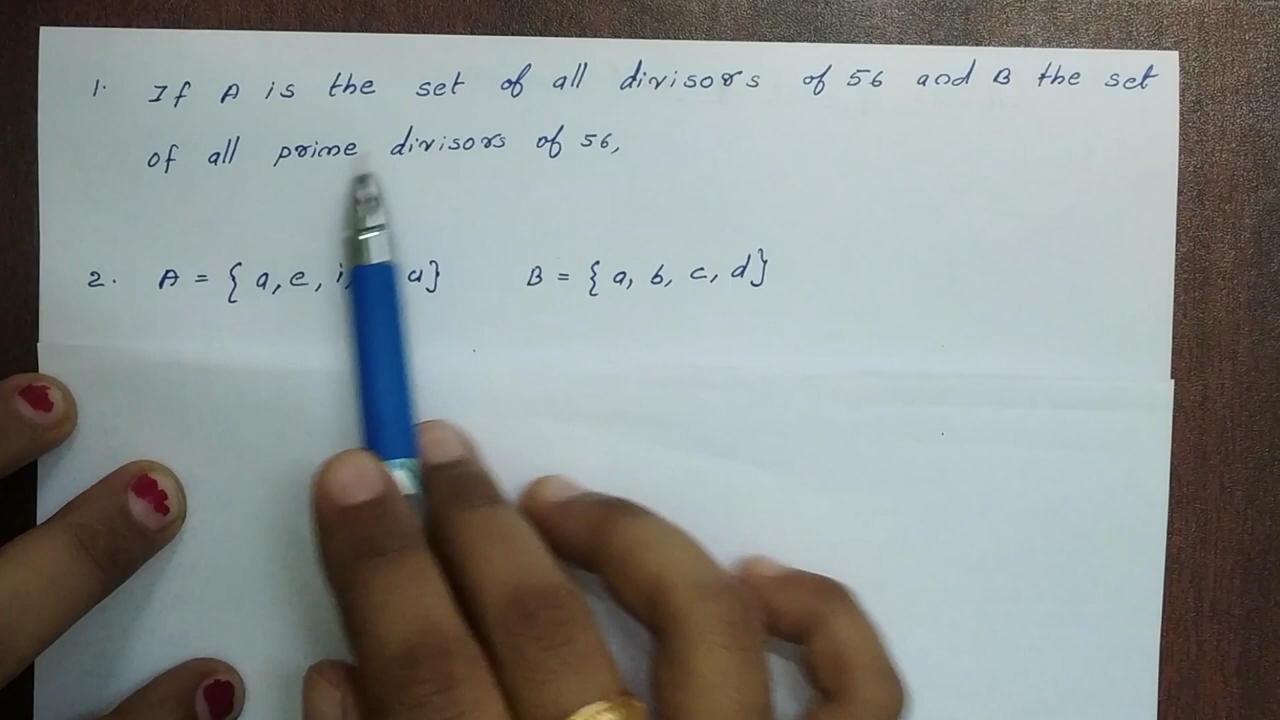 1. If A is the set of all divisors of 56 and B the set
of all prime divisors of 56,
2. A = { a, e, i, u} B = { a, b, c, d}